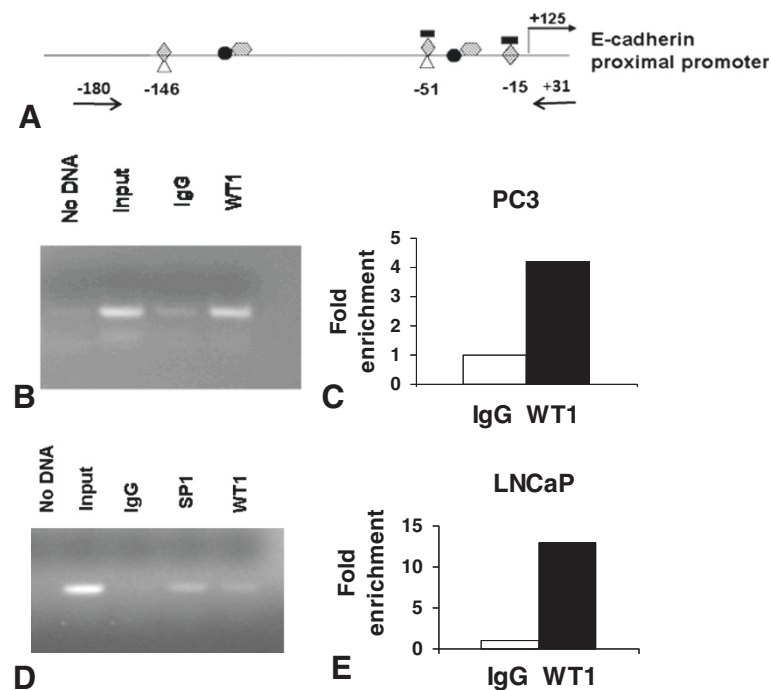 +125
E-cadherin
proximal promoter
-180
-146
-51
-15
+31
A
No DNA
Input
IgG
WT1
B
PC3
Fold
enrichment
5
4
3
2
1
0
IgG WT1
C
No DNA
Input
IgG
SP1
WT1
D
LNCaP
Fold
enrichment
15
10
5
0
IgG WT1
E